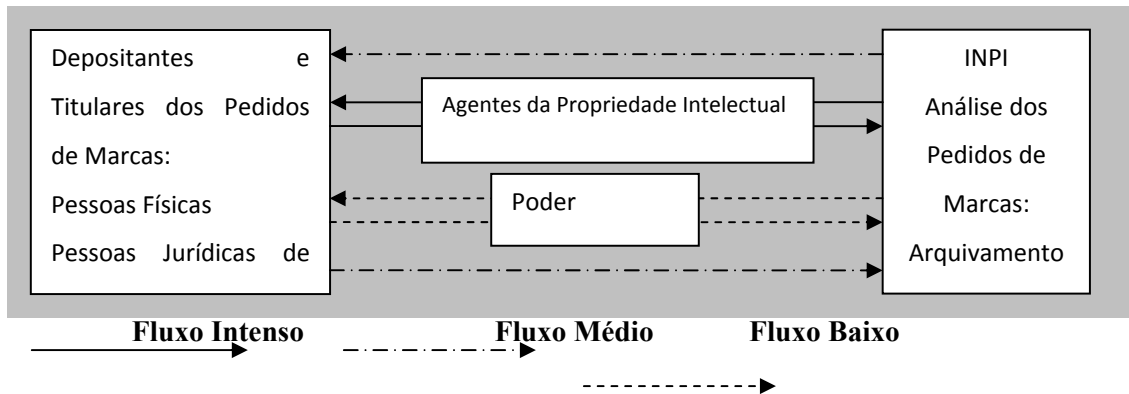 Depositantes e
Titulares dos Pedidos
de Marcas:
Pessoas Físicas
Pessoas Jurídicas de
Agentes da Propriedade Intelectual
Poder
INPI
Análise dos
Pedidos de
Marcas:
Arquivamento
Fluxo Intenso Fluxo Médio Fluxo Baixo